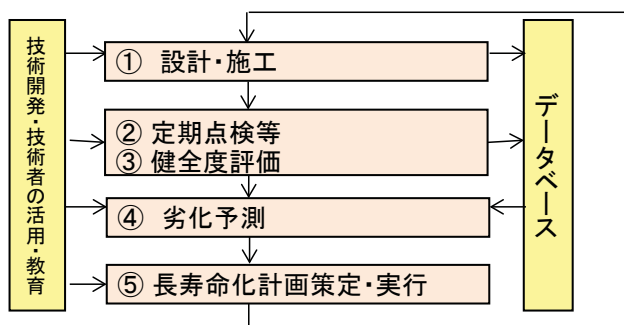 技術開発・技術者の活用・教育
① 設計・施工
② 定期点検等
③ 健全度評価
④ 劣化予測
⑤ 長寿命化計画策定・実行
データベース